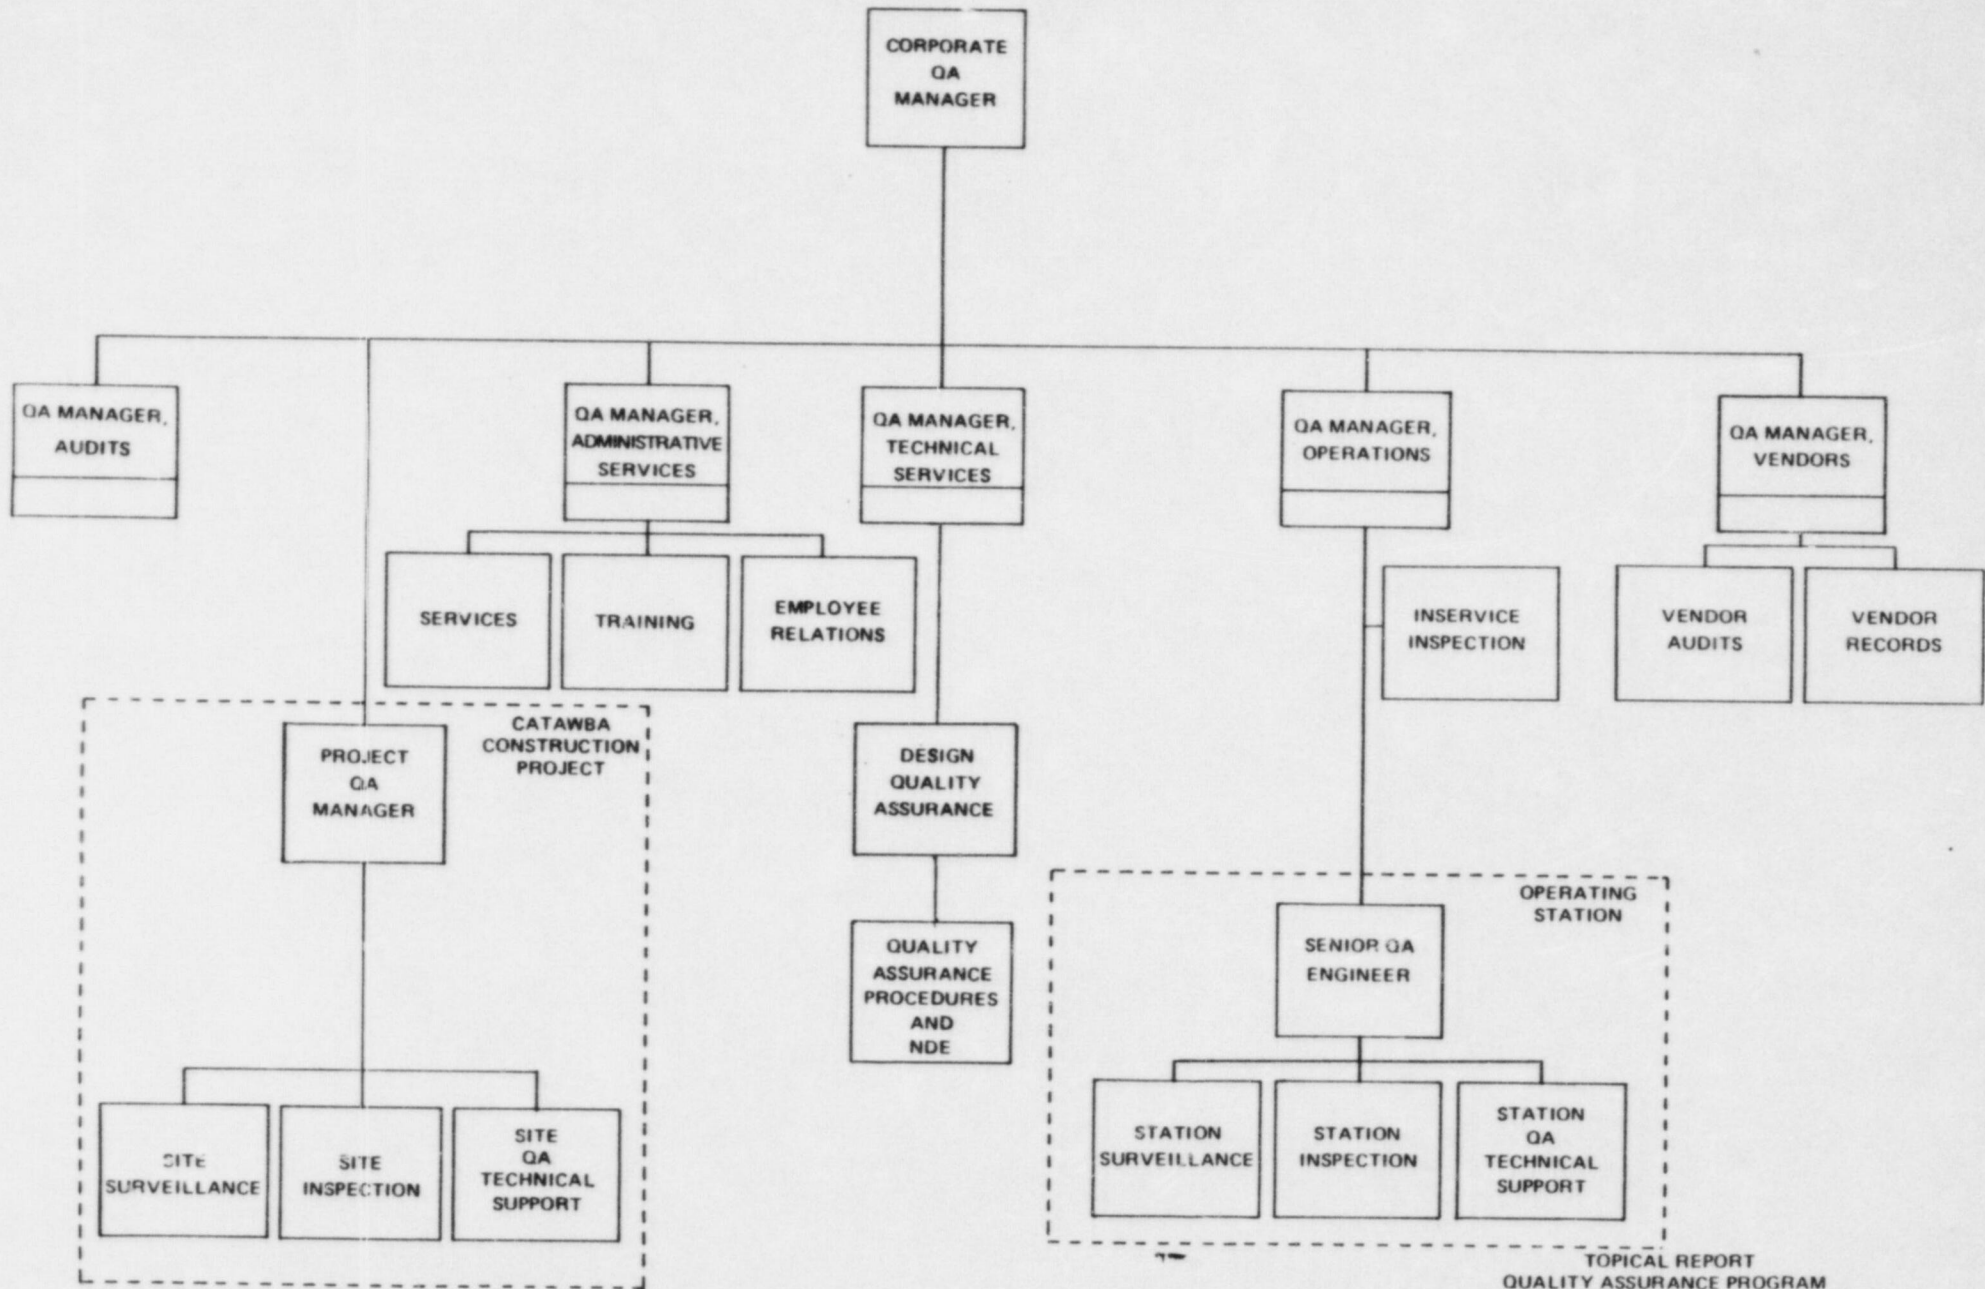 CORPORATE
QA
MANAGER
QA MANAGER,
AUDITS
QA MANAGER,
ADMINISTRATIVE
SERVICES
QA MANAGER,
TECHNICAL
SERVICES
QA MANAGER,
OPERATIONS
QA MANAGER,
VENDORS
SERVICES
TRAINING
EMPLOYEE
RELATIONS
INSERVICE
INSPECTION
VENDOR
AUDITS
VENDOR
RECORDS
CATAWBA
CONSTRUCTION
PROJECT
PROJECT
QA
MANAGER
DESIGN
QUALITY
ASSURANCE
QUALITY
ASSURANCE
PROCEDURES
AND
NDE
OPERATING
STATION
SENIOR QA
ENGINEER
SITE
SURVEILLANCE
SITE
INSPECTION
SITE
QA
TECHNICAL
SUPPORT
STATION
SURVEILLANCE
STATION
INSPECTION
STATION
QA
TECHNICAL
SUPPORT
TOPICAL REPORT
QUALITY ASSURANCE PROGRAM